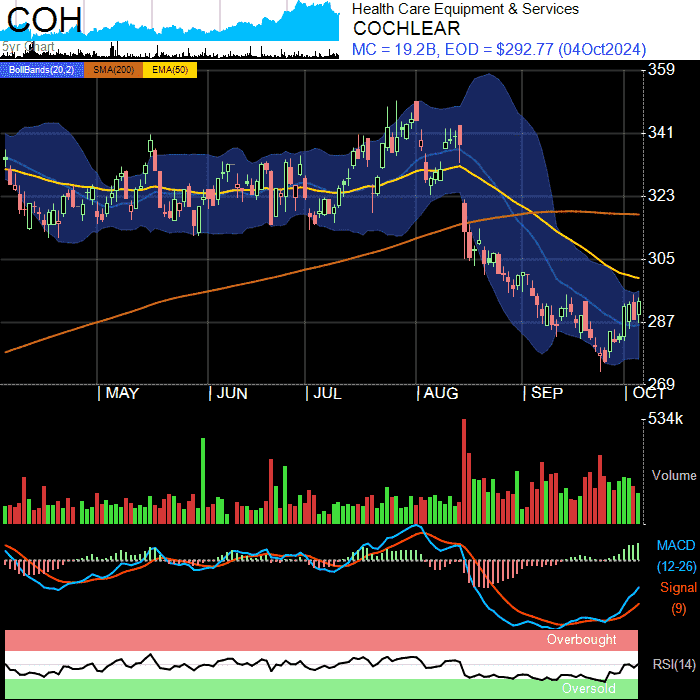 COH
5yr Chart
Health Care Equipment & Services
COCHLEAR
MC = 19.2B, EOD = $292.77 (04Oct2024)
BollBands(20,2) SMA(200) EMA(50)
359
341
323
305
287
269
MAY JUN JUL AUG SEP OCT
534k
Volume
MACD
(12-26)
Signal
(9)
Overbought
RSI(14)
Oversold